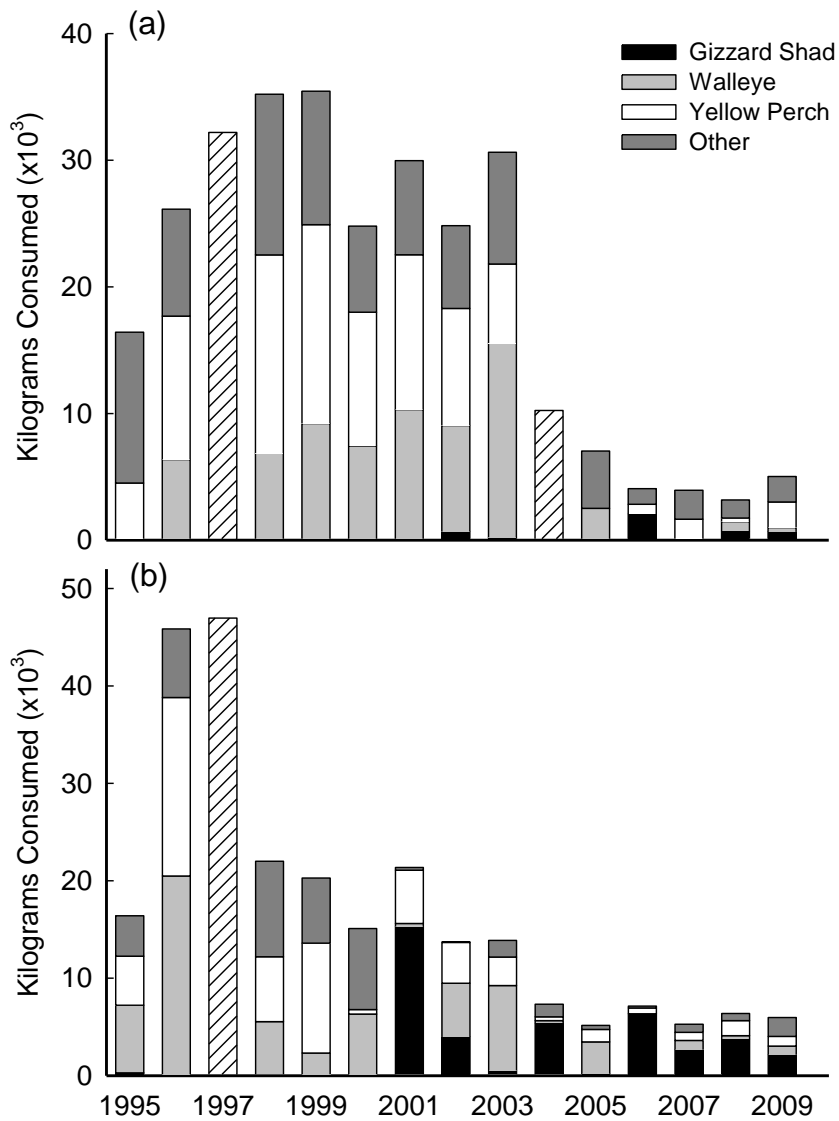 (a)
40
30
20
10
0
Kilograms Consumed (x10³)
Gizzard Shad
Walleye
Yellow Perch
Other
(b)
50
40
30
20
10
0
Kilograms Consumed (x10³)
1995 1997 1999 2001 2003 2005 2007 2009